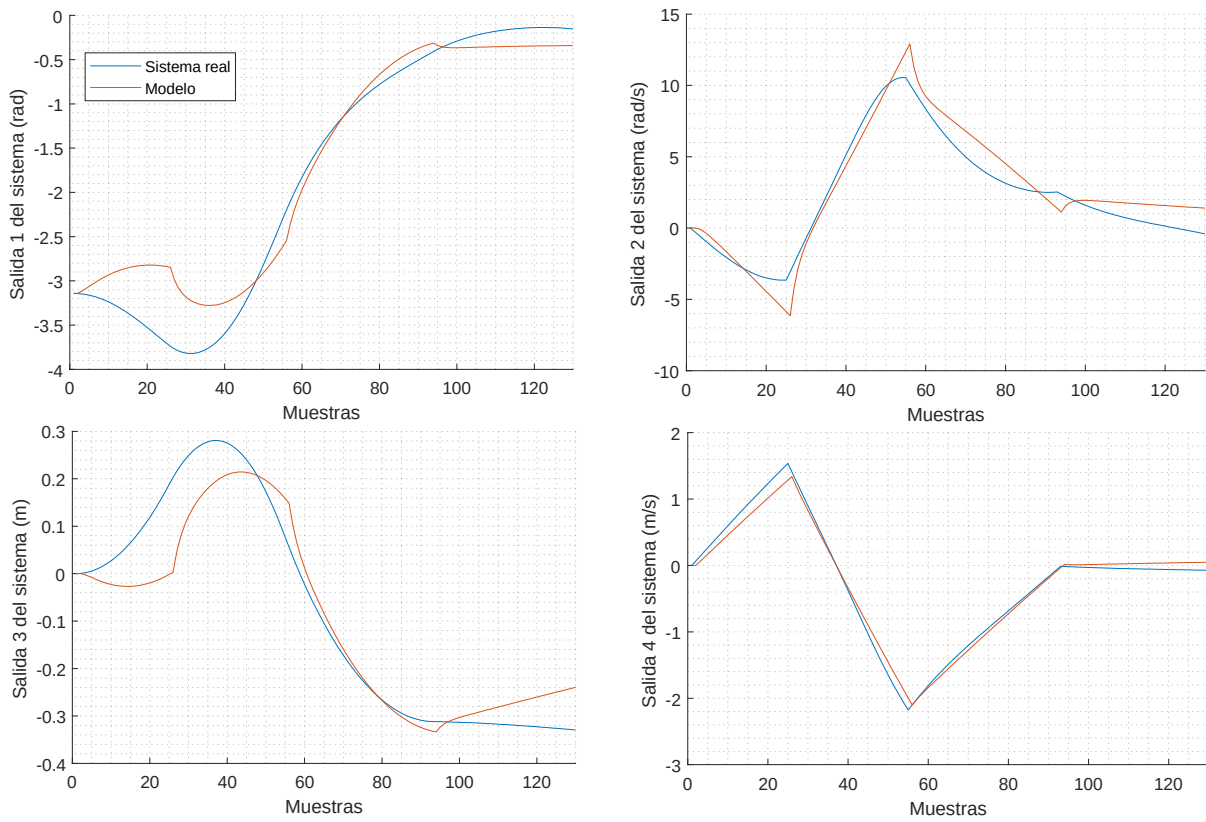 0
-0.5
-1
-1.5
-2
-2.5
-3
-3.5
-4
Salida 1 del sistema (rad)
Sistema real
Modelo
0 20 40 60 80 100 120
Muestras
15
10
5
0
-5
-10
Salida 2 del sistema (rad/s)
0 20 40 60 80 100 120
Muestras
0.3
0.2
0.1
0
-0.1
-0.2
-0.3
-0.4
Salida 3 del sistema (m)
0 20 40 60 80 100 120
Muestras
2
1
0
-1
-2
-3
Salida 4 del sistema (m/s)
0 20 40 60 80 100 120
Muestras